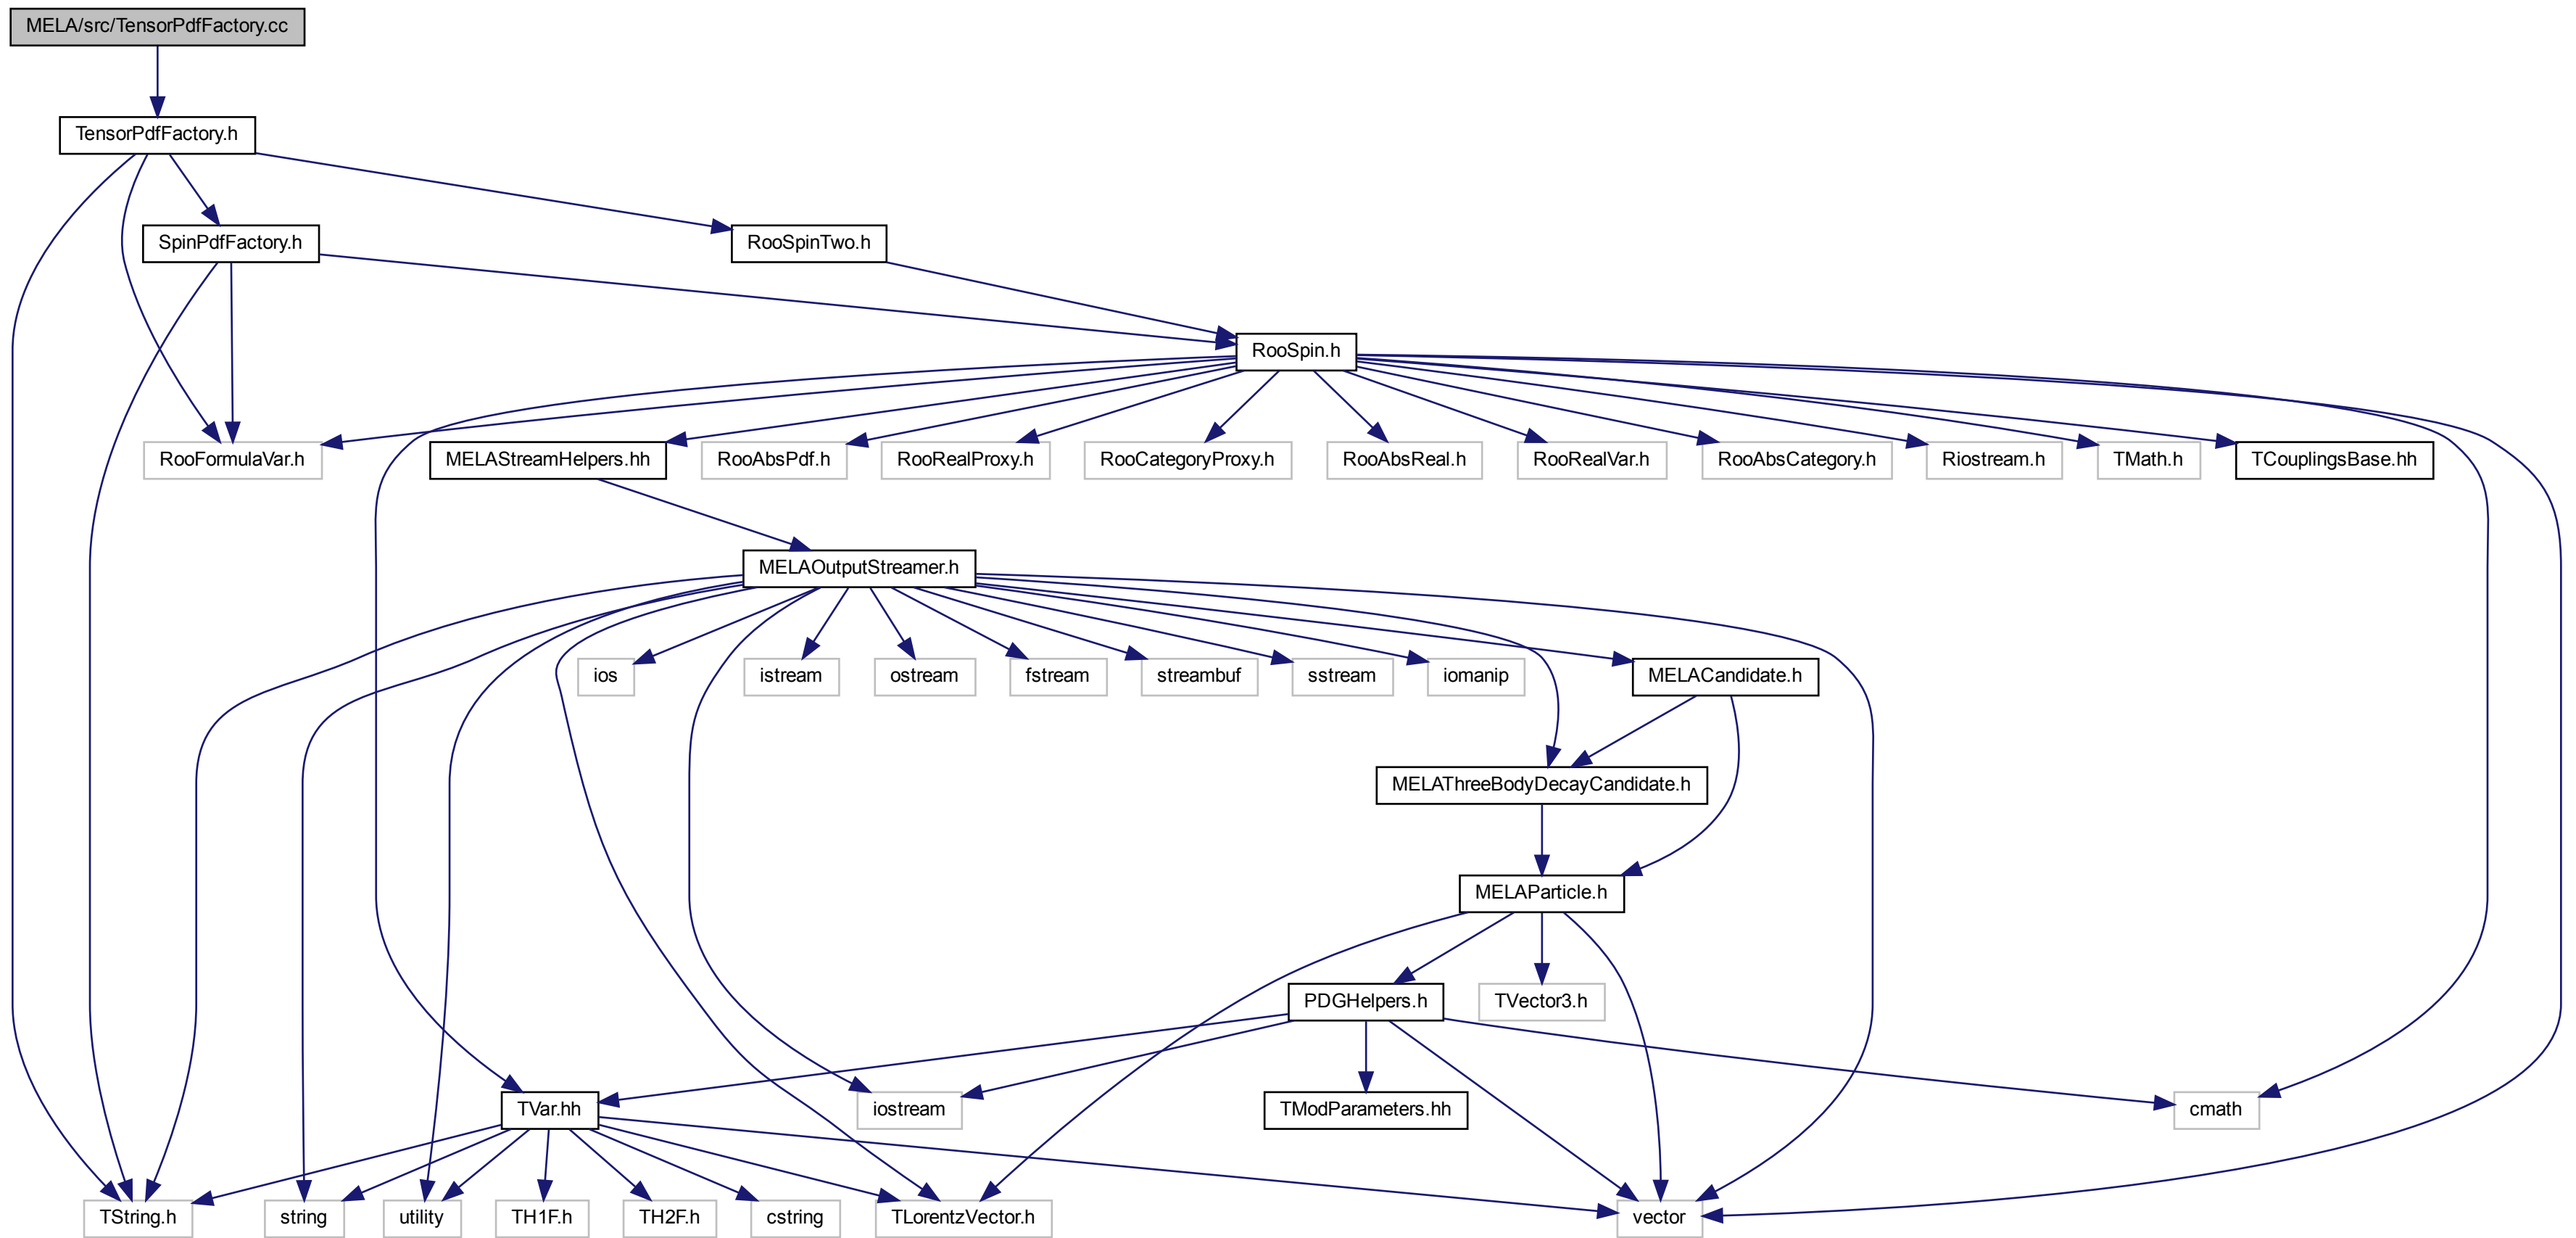 MELA/src/TensorPdfFactory.cc
TensorPdfFactory.h
SpinPdfFactory.h
RooSpinTwo.h
RooSpin.h
RooFormulaVar.h
MELAStreamHelpers.hh
RooAbsPdf.h
RooRealProxy.h
RooCategoryProxy.h
RooAbsReal.h
RooRealVar.h
RooAbsCategory.h
Riostream.h
TMath.h
TCouplingsBase.hh
MELAOutputStreamer.h
ios
istream
ostream
fstream
streambuf
sstream
iomanip
MELACandidate.h
MELAThreeBodyDecayCandidate.h
MELAParticle.h
PDGHelpers.h
TVector3.h
TVar.hh
iostream
TModParameters.hh
cmath
TString.h
string
utility
TH1F.h
TH2F.h
cstring
TLorentzVector.h
vector